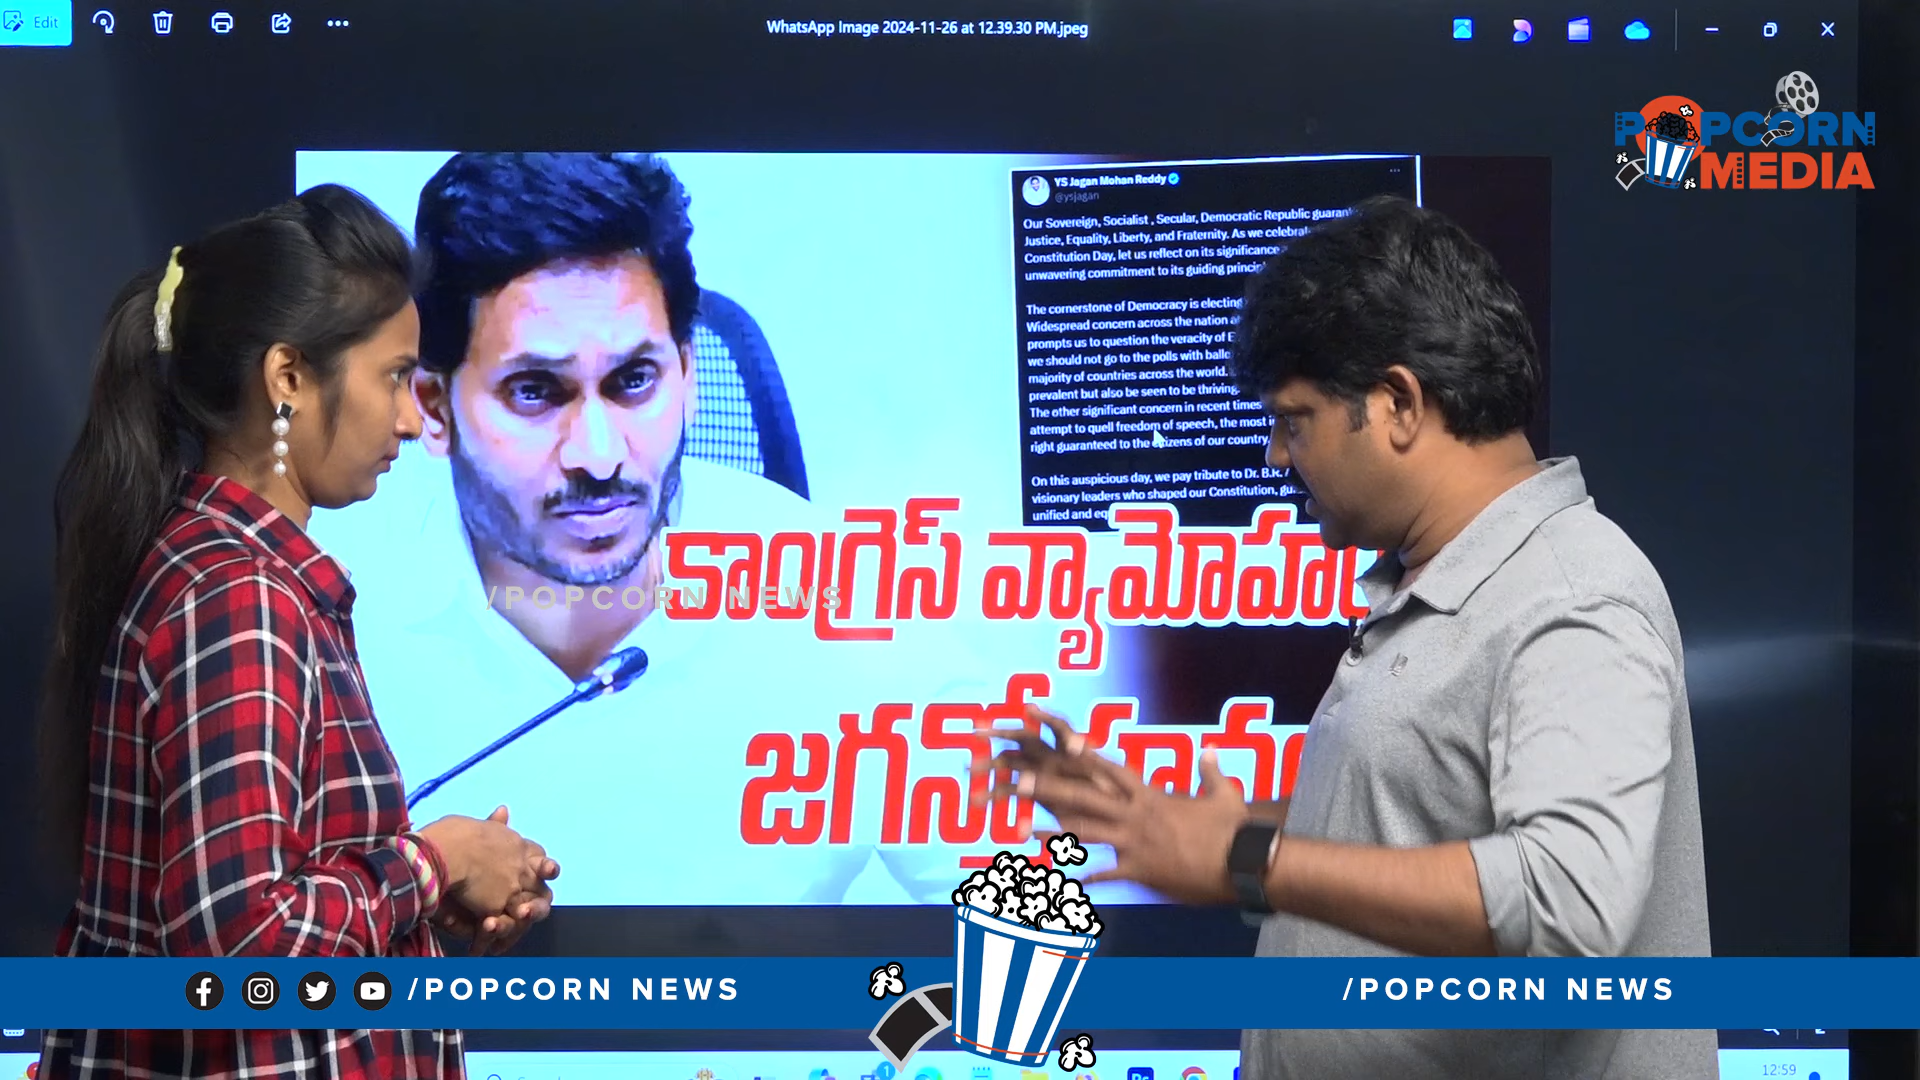 Edit
WhatsApp Image 2024-11-26 at 12.39.30 PM.jpeg
POPCORN
MEDIA
YS Jagan Mohan Reddy
@ysjagan
Our Sovereign, Socialist , Secular, Democratic Republic
Justice, Equality, Liberty, and Fraternity. As we
Constitution Day, let us reflect on its significance
unwavering commitment to its guiding
The cornerstone of Democracy is electing
Widespread concern across the nation
prompts us to question the veracity of
we should not go to the polls with
majority of countries across the world.
prevalent but also be seen to be thriving
The other significant concern in recent times
attempt to quell freedom of speech, the most
right guaranteed to the citizens of our country,
On this auspicious day, we pay tribute to Dr. B.R.
visionary leaders who shaped our Constitution,
unified and
కాంగ్రెస్ వ్యామోహం
/POPCORN NEWS
/POPCORN NEWS
/POPCORN NEWS
12:59